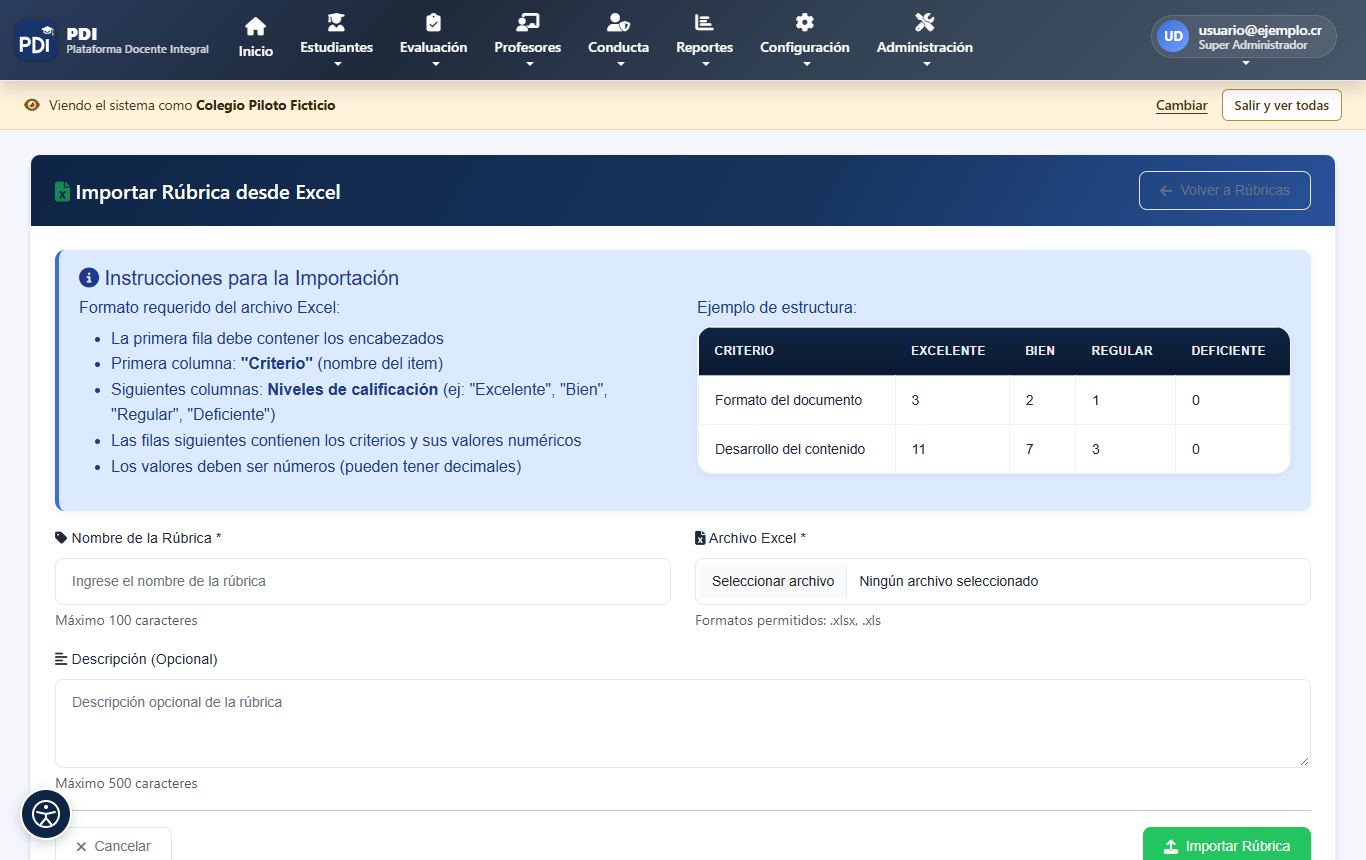 PDI
PDI
Plataforma Docente Integral
Inicio
Estudiantes
Evaluación
Profesores
Conducta
Reportes
Configuración
Administración
UD
usuario@ejemplo.cr
Super Administrador
Viendo el sistema como Colegio Piloto Ficticio
Cambiar
Salir y ver todas
Importar Rúbrica desde Excel
Volver a Rúbricas
Instrucciones para la Importación
Formato requerido del archivo Excel:
La primera fila debe contener los encabezados
Primera columna: "Criterio" (nombre del item)
Siguientes columnas: Niveles de calificación (ej: "Excelente", "Bien",
"Regular", "Deficiente")
Las filas siguientes contienen los criterios y sus valores numéricos
Los valores deben ser números (pueden tener decimales)
Ejemplo de estructura:
CRITERIO EXCELENTE BIEN REGULAR DEFICIENTE
Formato del documento 3 2 1 0
Desarrollo del contenido 11 7 3 0
Nombre de la Rúbrica *
Ingrese el nombre de la rúbrica
Máximo 100 caracteres
Archivo Excel *
Seleccionar archivo Ningún archivo seleccionado
Formatos permitidos: .xlsx, .xls
Descripción (Opcional)
Descripción opcional de la rúbrica
Máximo 500 caracteres
Cancelar
Importar Rúbrica